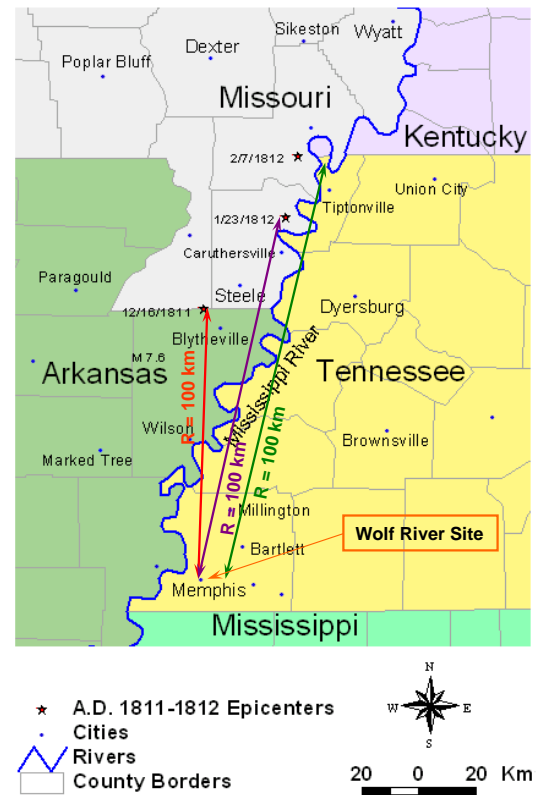 Sikeston
Wyatt
Dexter
Poplar Bluff
Missouri
Kentucky
2/7/1812
Union City
Tiptonville
1/23/1812
Caruthersville
Paragould
Steele
12/16/1811
Dyersburg
Blytheville
M 7.6
Arkansas
Mississippi River
Tennessee
R = 100 km
R = 100 km
R = 100 km
Wilson
Brownsville
Marked Tree
Millington
Wolf River Site
Bartlett
Memphis
Mississippi
N
W
E
S
A.D. 1811-1812 Epicenters
Cities
Rivers
County Borders
20 0 20 Km